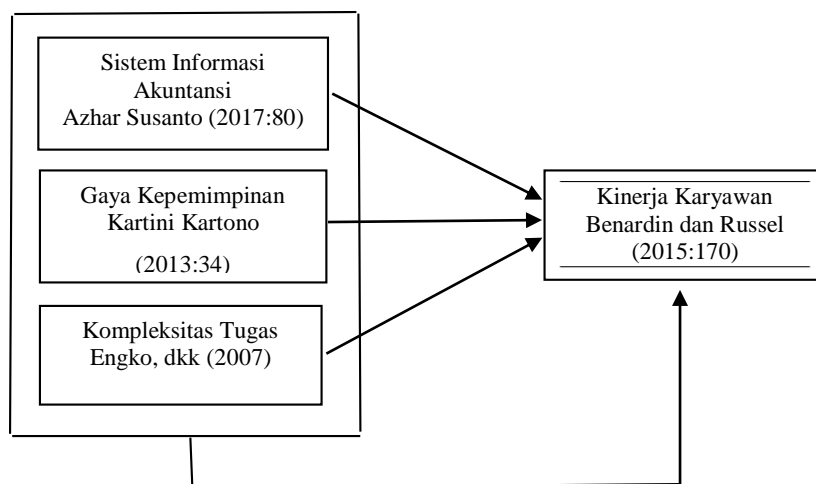 Sistem Informasi
Akuntansi
Azhar Susanto (2017:80)
Gaya Kepemimpinan
Kartini Kartono
(2013:34)
Kompleksitas Tugas
Engko, dkk (2007)
Kinerja Karyawan
Benardin dan Russel
(2015:170)